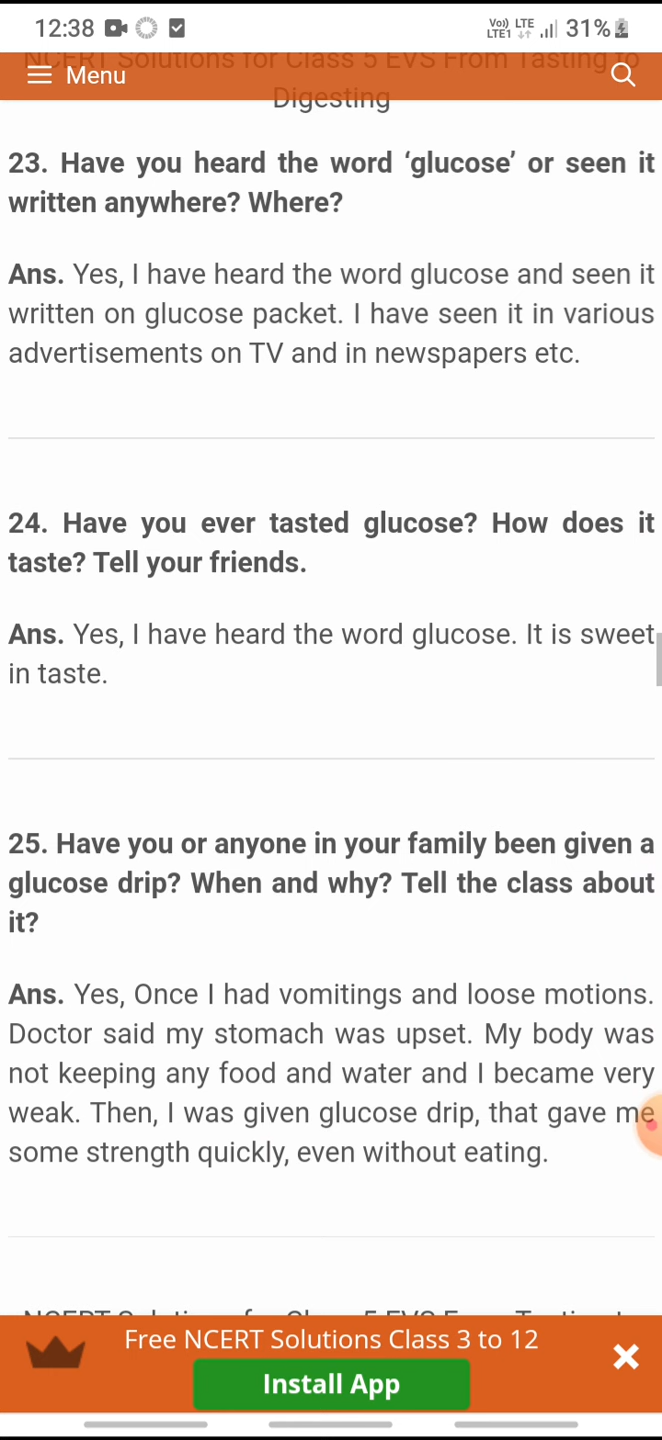 12:38
Vo)) LTE
LTE1
31%
NCERT Solutions for Class 5 EVS From Tasting to
Menu
Digesting
23. Have you heard the word ‘glucose’ or seen it
written anywhere? Where?
Ans. Yes, I have heard the word glucose and seen it
written on glucose packet. I have seen it in various
advertisements on TV and in newspapers etc.
24. Have you ever tasted glucose? How does it
taste? Tell your friends.
Ans. Yes, I have heard the word glucose. It is sweet
in taste.
25. Have you or anyone in your family been given a
glucose drip? When and why? Tell the class about
it?
Ans. Yes, Once I had vomitings and loose motions.
Doctor said my stomach was upset. My body was
not keeping any food and water and I became very
weak. Then, I was given glucose drip, that gave me
some strength quickly, even without eating.
Free NCERT Solutions Class 3 to 12
Install App